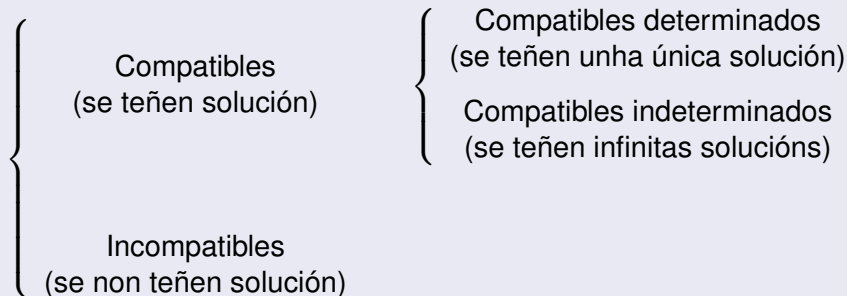 Compatibles
(se teñen solución)
Compatibles determinados
(se teñen unha única solución)
Compatibles indeterminados
(se teñen infinitas solucións)
Incompatibles
(se non teñen solución)